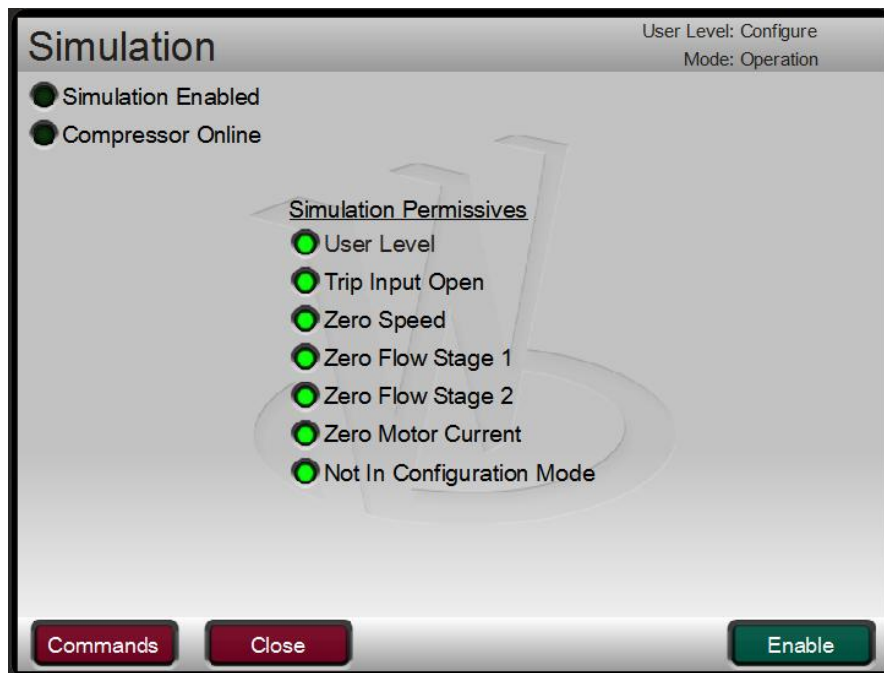 Simulation
User Level: Configure
Mode: Operation
Simulation Enabled
Compressor Online
Simulation Permissives
User Level
Trip Input Open
Zero Speed
Zero Flow Stage 1
Zero Flow Stage 2
Zero Motor Current
Not In Configuration Mode
Commands
Close
Enable